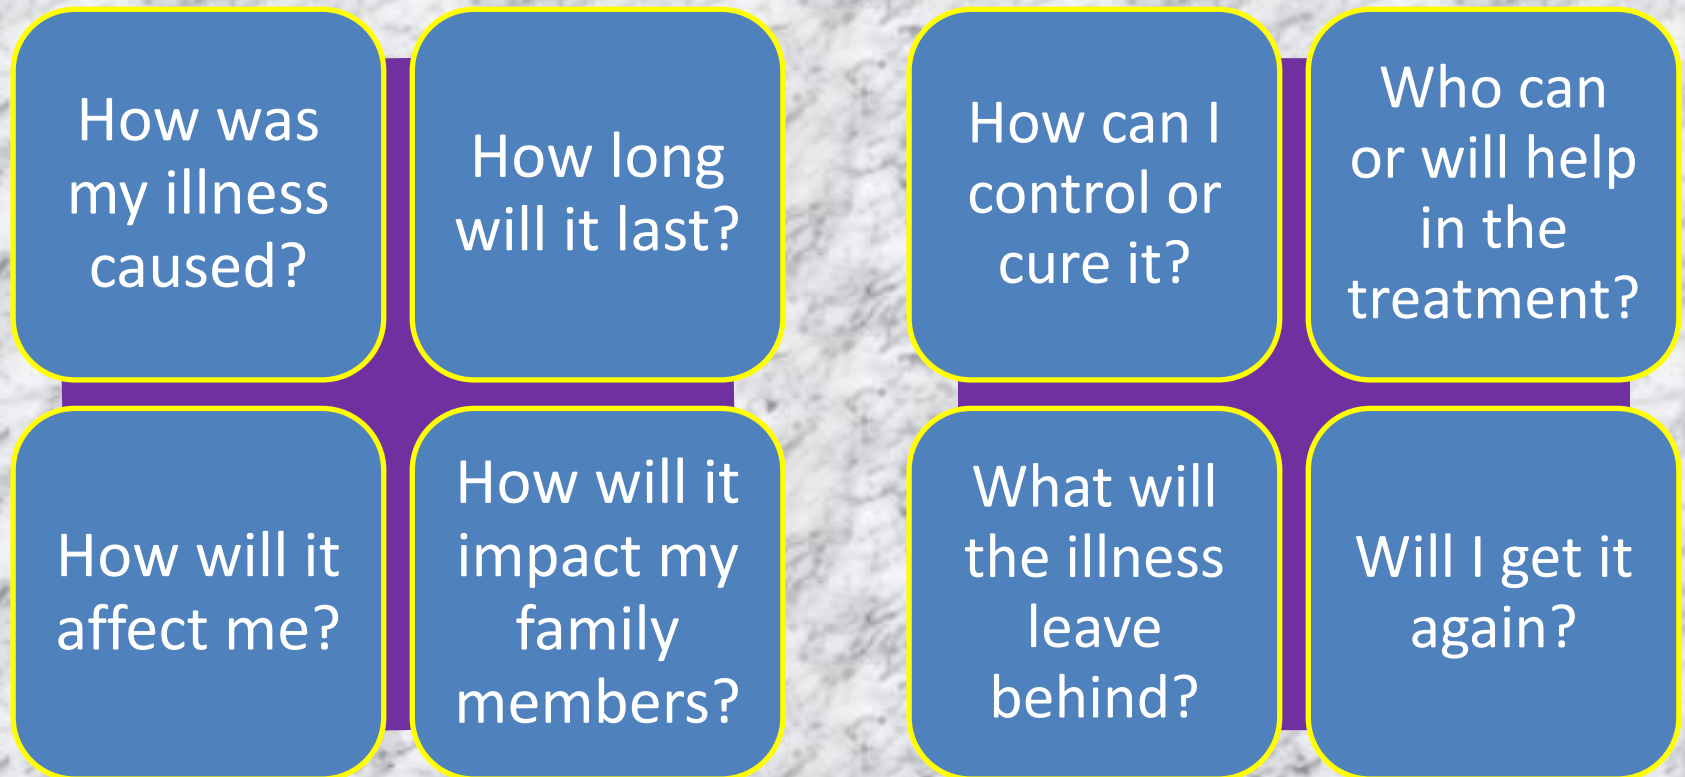 How was
my illness
caused?
How long
will it last?
How will it
affect me?
How will it
impact my
family
members?
How can I
control or
cure it?
Who can
or will help
in the
treatment?
What will
the illness
leave
behind?
Will I get it
again?